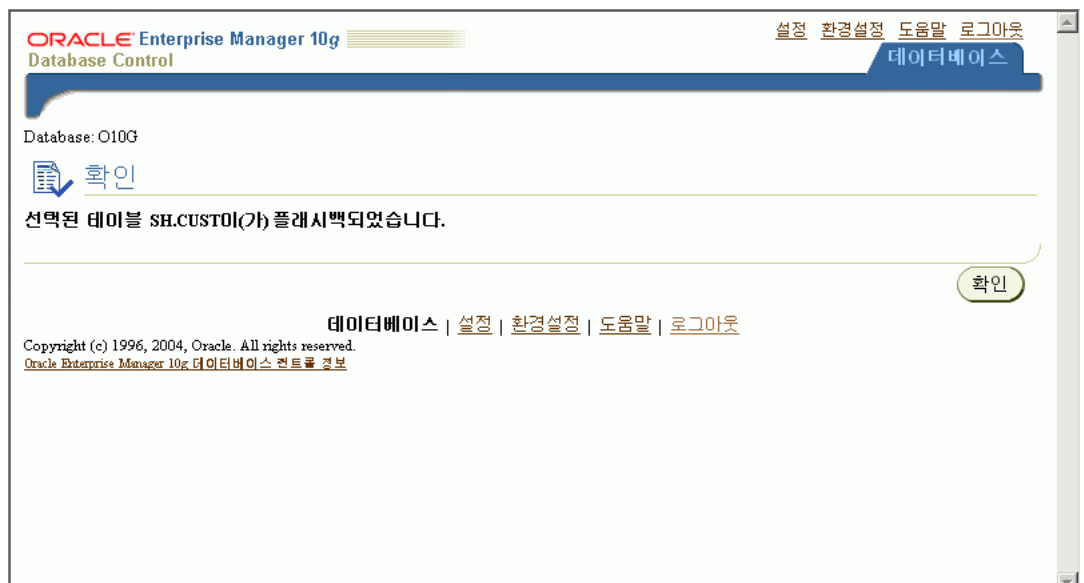 ORACLE Enterprise Manager 10g
Database Control
설정 환경설정 도움말 로그아웃
데이터베이스
Database: O10G
확인
선택된 테이블 SH.CUST이(가) 플래시백되었습니다.
확인
데이터베이스 | 설정 | 환경설정 | 도움말 | 로그아웃
Copyright (c) 1996, 2004, Oracle. All rights reserved.
Oracle Enterprise Manager 10g 데이터베이스 컨트롤 정보